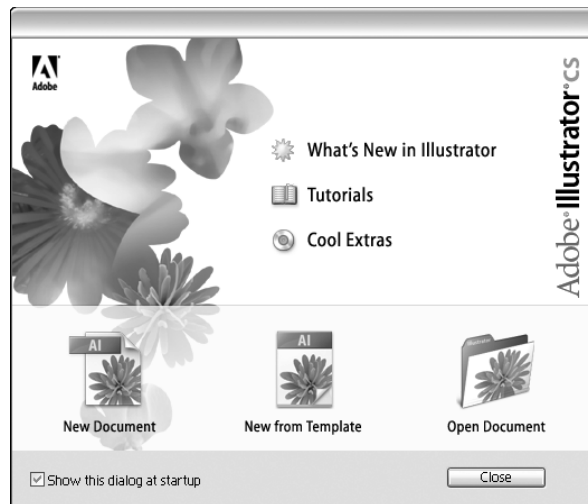 Adobe
What's New in Illustrator
Tutorials
Cool Extras
Adobe® Illustrator® CS
AI
New Document
AI
New from Template
Illustrator
Open Document
Show this dialog at startup
Close